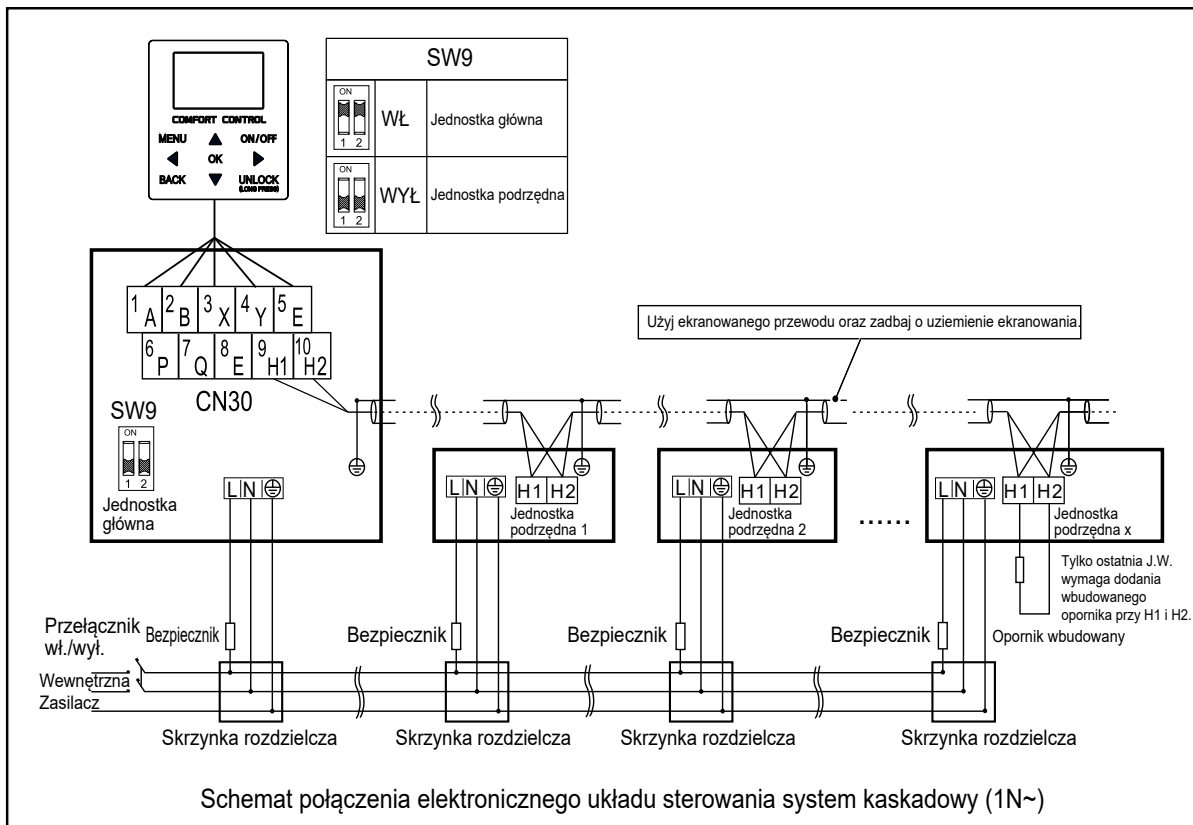 COMFORT CONTROL
MENU ▲ ON/OFF
◀ OK ▶
BACK ▼ UNLOCK
(LONG PRESS)
SW9
ON
1 2
WŁ
Jednostka główna
ON
1 2
WYŁ
Jednostka podrzędna
1 A 2 B 3 X 4 Y 5 E
6 P 7 Q 8 E 9 H1 10 H2
CN30
Użyj ekranowanego przewodu oraz zadbaj o uziemienie ekranowania.
SW9
ON
1 2
Jednostka
główna
L N
L N
H1 H2
Jednostka
podrzędna 1
L N
H1 H2
Jednostka
podrzędna 2
......
L N
H1 H2
Jednostka
podrzędna x
Tylko ostatnia J.W.
wymaga dodania
wbudowanego
opornika przy H1 i H2.
Opornik wbudowany
Przełącznik
wł./wył.
Bezpiecznik
Bezpiecznik
Bezpiecznik
Bezpiecznik
Wewnętrzna
Zasilacz
Skrzynka rozdzielcza
Skrzynka rozdzielcza
Skrzynka rozdzielcza
Skrzynka rozdzielcza
Schemat połączenia elektronicznego układu sterowania system kaskadowy (1N~)